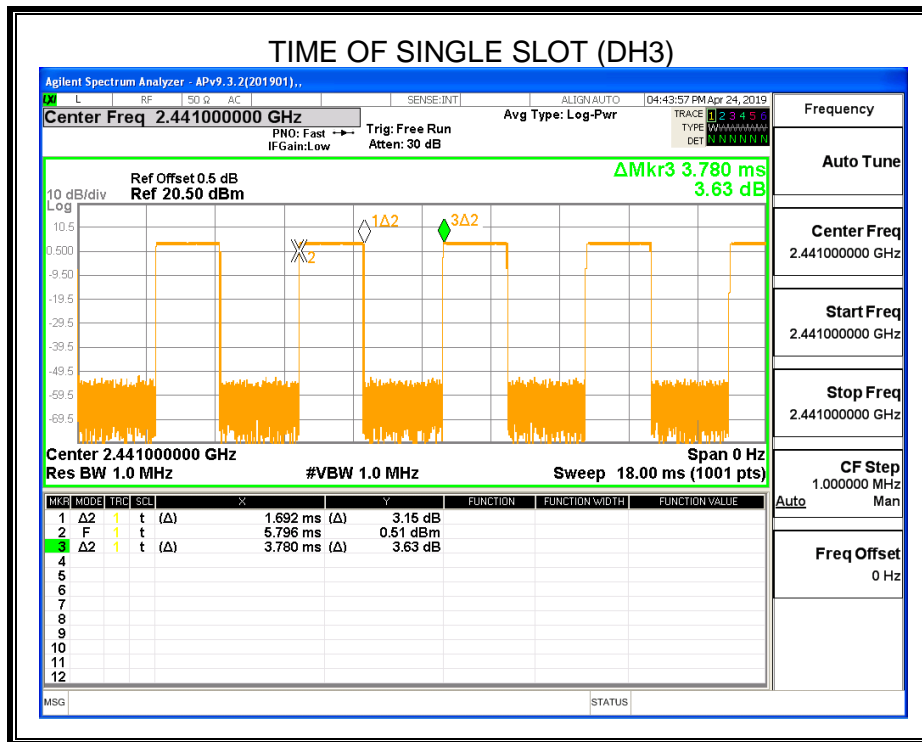 TIME OF SINGLE SLOT (DH3)
Agilent Spectrum Analyzer - APv9.3.2(201901),,
LXI L RF 50 Ω AC SENSE:INT ALIGN AUTO 04:43:57 PM Apr 24, 2019
Center Freq 2.441000000 GHz
PNO: Fast
IFGain:Low
Trig: Free Run
Atten: 30 dB
Avg Type: Log-Pwr
TRACE 1 2 3 4 5 6
TYPE WWWWWW
DET N N N N N N
Ref Offset 0.5 dB
10 dB/div Ref 20.50 dBm
Log
ΔMkr3 3.780 ms
3.63 dB
10.5
0.500
-9.50
-19.5
-29.5
-39.5
-49.5
-59.5
-69.5
2
1Δ2
3Δ2
Center 2.441000000 GHz Span 0 Hz
Res BW 1.0 MHz #VBW 1.0 MHz Sweep 18.00 ms (1001 pts)
MKR MODE TRC SCL X Y FUNCTION FUNCTION WIDTH FUNCTION VALUE
1 Δ2 1 t (Δ) 1.692 ms (Δ) 3.15 dB
2 F 1 t 5.796 ms 0.51 dBm
3 Δ2 1 t (Δ) 3.780 ms (Δ) 3.63 dB
4
5
6
7
8
9
10
11
12
MSG STATUS
Frequency
Auto Tune
Center Freq
2.441000000 GHz
Start Freq
2.441000000 GHz
Stop Freq
2.441000000 GHz
CF Step
1.000000 MHz
Auto Man
Freq Offset
0 Hz